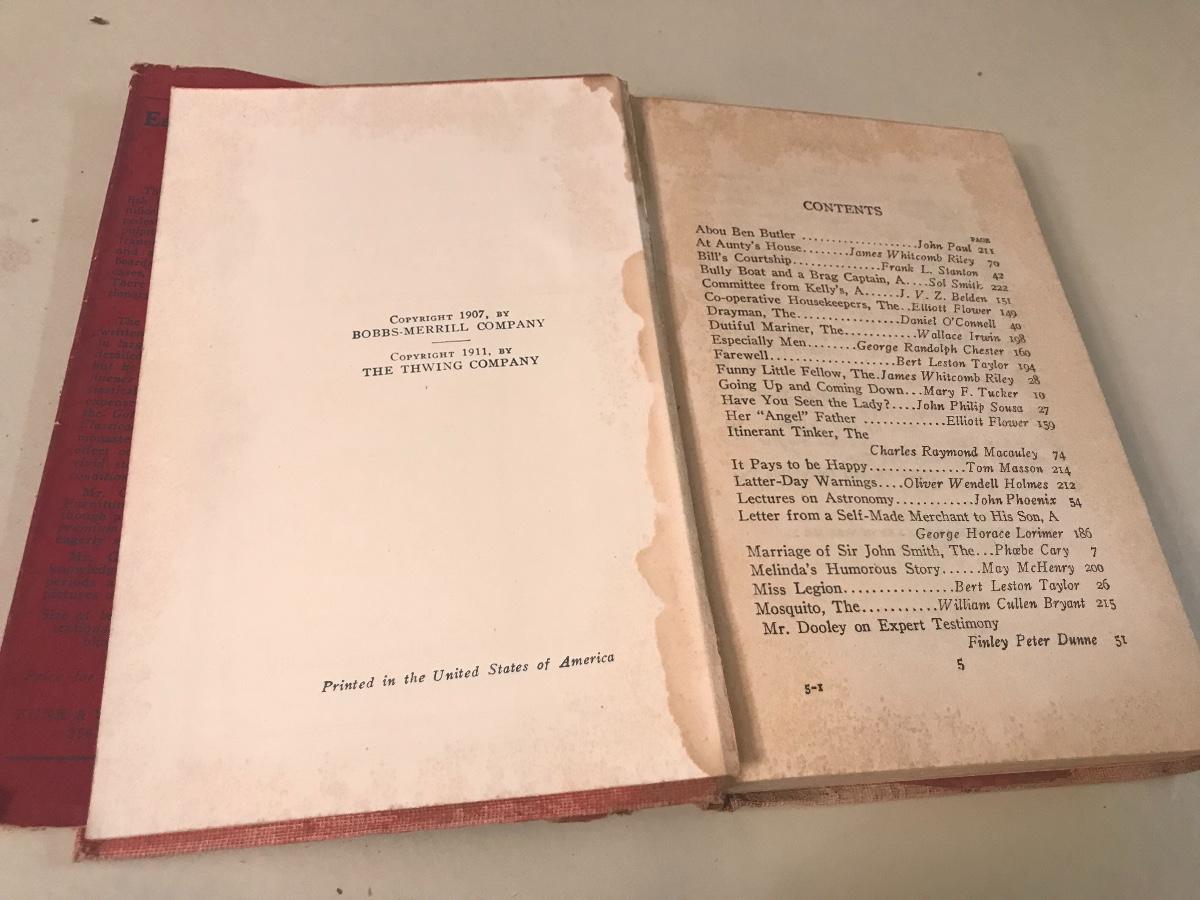 COPYRIGHT 1907, BY
BOBBS-MERRILL COMPANY
COPYRIGHT 1911, BY
THE THWING COMPANY
Printed in the United States of America
CONTENTS
PAGE
Abou Ben Butler ....................John Paul 211
At Aunty's House........James Whitcomb Riley 70
Bill's Courtship...............Frank L. Stanton 42
Bully Boat and a Brag Captain, A....Sol Smith 222
Committee from Kelly's, A......J. V. Z. Belden 151
Co-operative Housekeepers, The..Elliott Flower 149
Drayman, The..................Daniel O'Connell 40
Dutiful Mariner, The............Wallace Irwin 198
Especially Men........George Randolph Chester 160
Farewell.....................Bert Leston Taylor 194
Funny Little Fellow, The.James Whitcomb Riley 28
Going Up and Coming Down...Mary F. Tucker 10
Have You Seen the Lady?....John Philip Sousa 27
Her "Angel" Father .............Elliott Flower 159
Itinerant Tinker, The
Charles Raymond Macauley 74
It Pays to be Happy...............Tom Masson 214
Latter-Day Warnings....Oliver Wendell Holmes 212
Lectures on Astronomy............John Phoenix 54
Letter from a Self-Made Merchant to His Son, A
George Horace Lorimer 186
Marriage of Sir John Smith, The...Phœbe Cary 7
Melinda's Humorous Story......May McHenry 200
Miss Legion................Bert Leston Taylor 26
Mosquito, The...........William Cullen Bryant 215
Mr. Dooley on Expert Testimony
Finley Peter Dunne 51
5
5-1